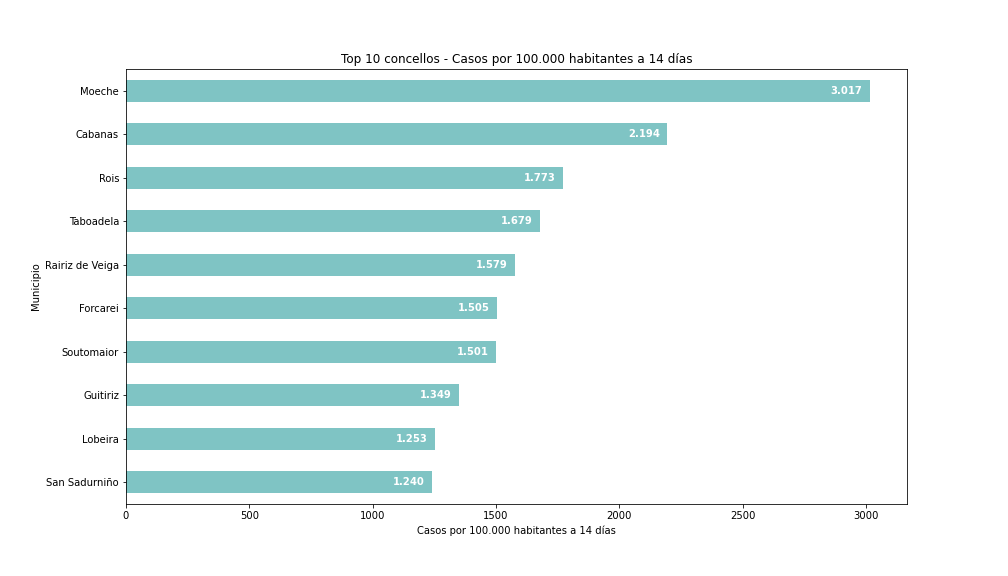 Top 10 concellos - Casos por 100.000 habitantes a 14 días
Municipio
Moeche 3.017
Cabanas 2.194
Rois 1.773
Taboadela 1.679
Rairiz de Veiga 1.579
Forcarei 1.505
Soutomaior 1.501
Guitiriz 1.349
Lobeira 1.253
San Sadurniño 1.240
0 500 1000 1500 2000 2500 3000
Casos por 100.000 habitantes a 14 días